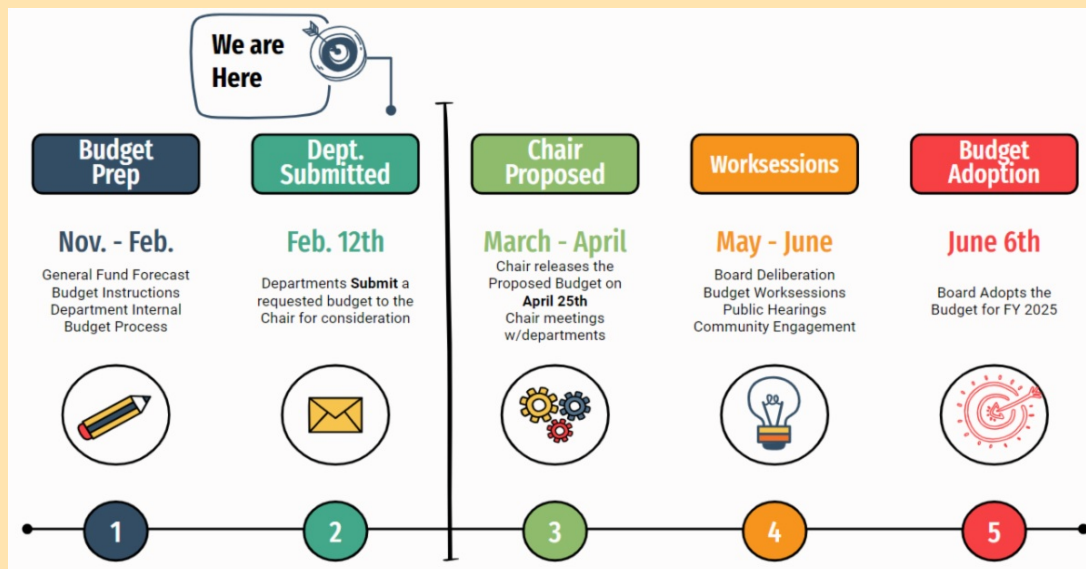 We are
Here
Budget
Prep
Nov. - Feb.
General Fund Forecast
Budget Instructions
Department Internal
Budget Process
1
Dept.
Submitted
Feb. 12th
Departments Submit a
requested budget to the
Chair for consideration
2
Chair
Proposed
March - April
Chair releases the
Proposed Budget on
April 25th
Chair meetings
w/departments
3
Worksessions
May - June
Board Deliberation
Budget Worksessions
Public Hearings
Community Engagement
4
Budget
Adoption
June 6th
Board Adopts the
Budget for FY 2025
5